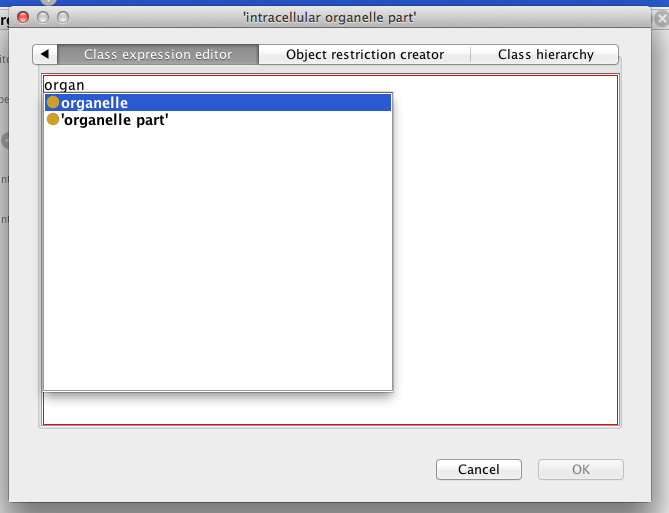 'intracellular organelle part'
Class expression editor
Object restriction creator
Class hierarchy
organ
organelle
'organelle part'
Cancel
OK